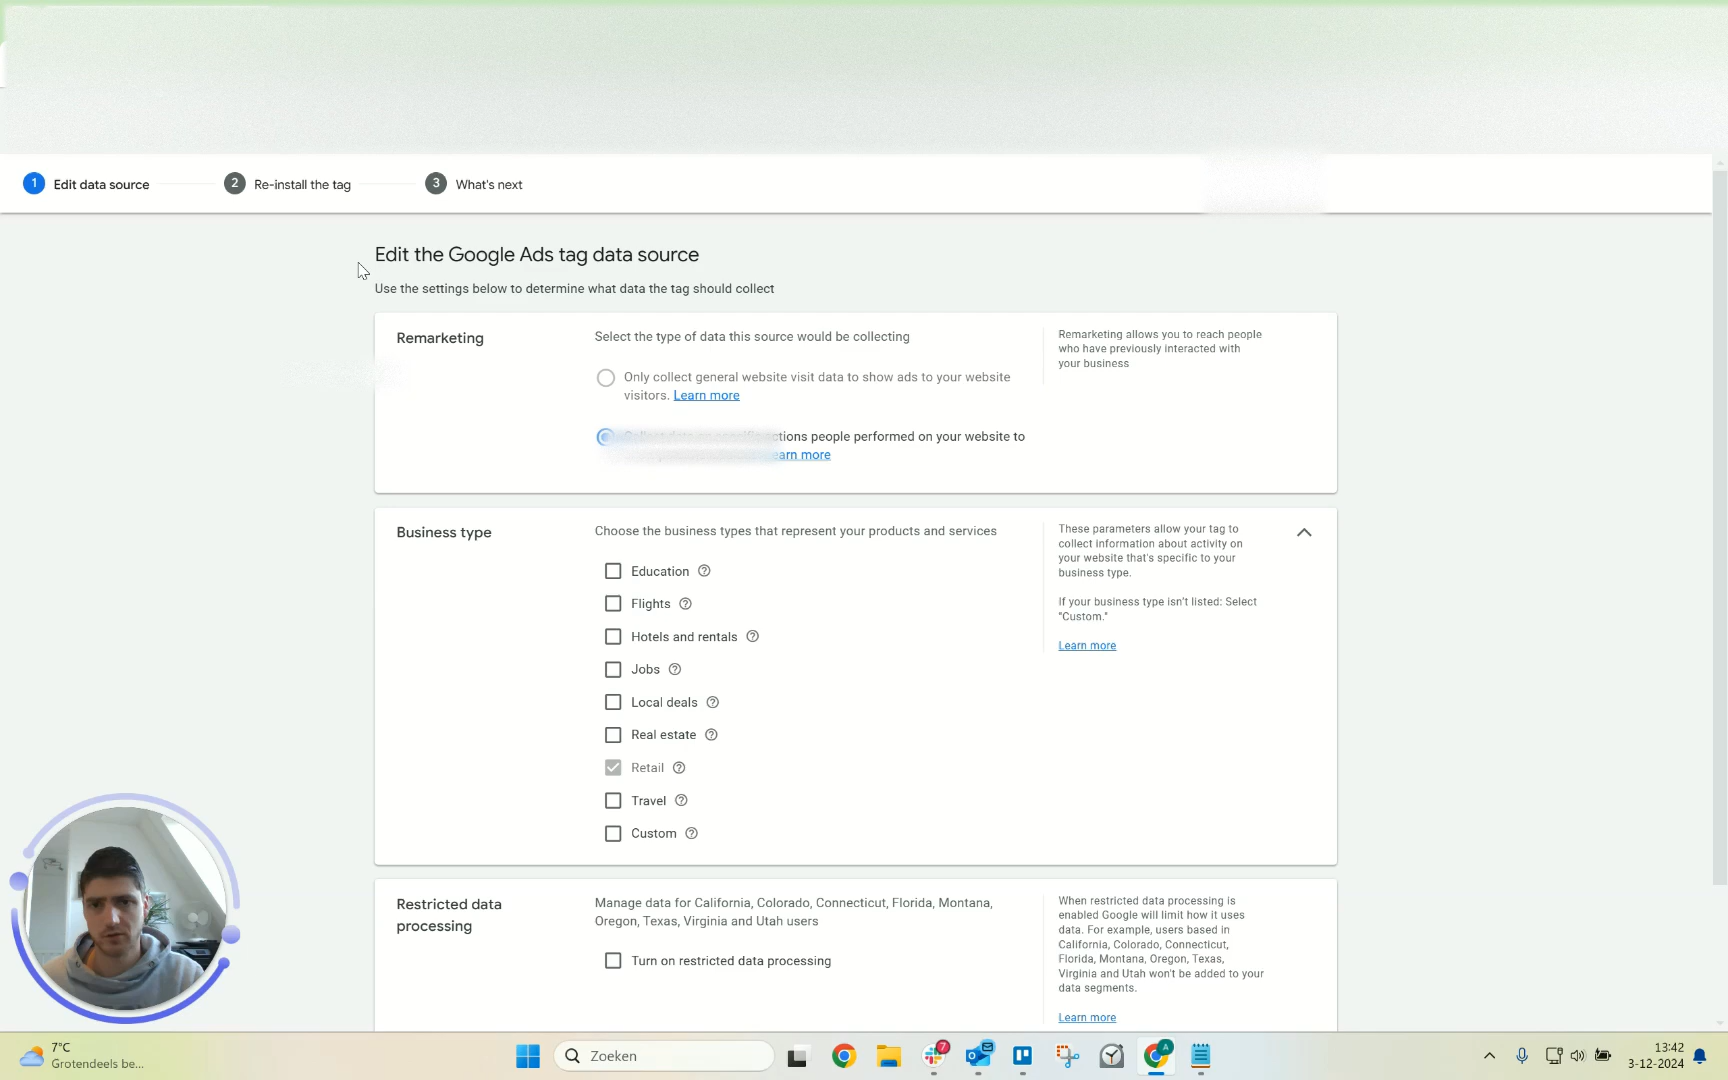 1 Edit data source 2 Re-install the tag 3 What's next
Edit the Google Ads tag data source
Use the settings below to determine what data the tag should collect
Remarketing
Select the type of data this source would be collecting
Only collect general website visit data to show ads to your website
visitors. Learn more
people performed on your website to
more
Remarketing allows you to reach people
who have previously interacted with
your business
Business type
Choose the business types that represent your products and services
Education
Flights
Hotels and rentals
Jobs
Local deals
Real estate
Retail
Travel
Custom
These parameters allow your tag to
collect information about activity on
your website that's specific to your
business type.
If your business type isn't listed: Select
"Custom."
Learn more
Restricted data
processing
Manage data for California, Colorado, Connecticut, Florida, Montana,
Oregon, Texas, Virginia and Utah users
Turn on restricted data processing
When restricted data processing is
enabled Google will limit how it uses
data. For example, users based in
California, Colorado, Connecticut,
Florida, Montana, Oregon, Texas,
Virginia and Utah won't be added to your
data segments.
Learn more
7°C
Grotendeels be...
Zoeken
7
A
13:42
3-12-2024